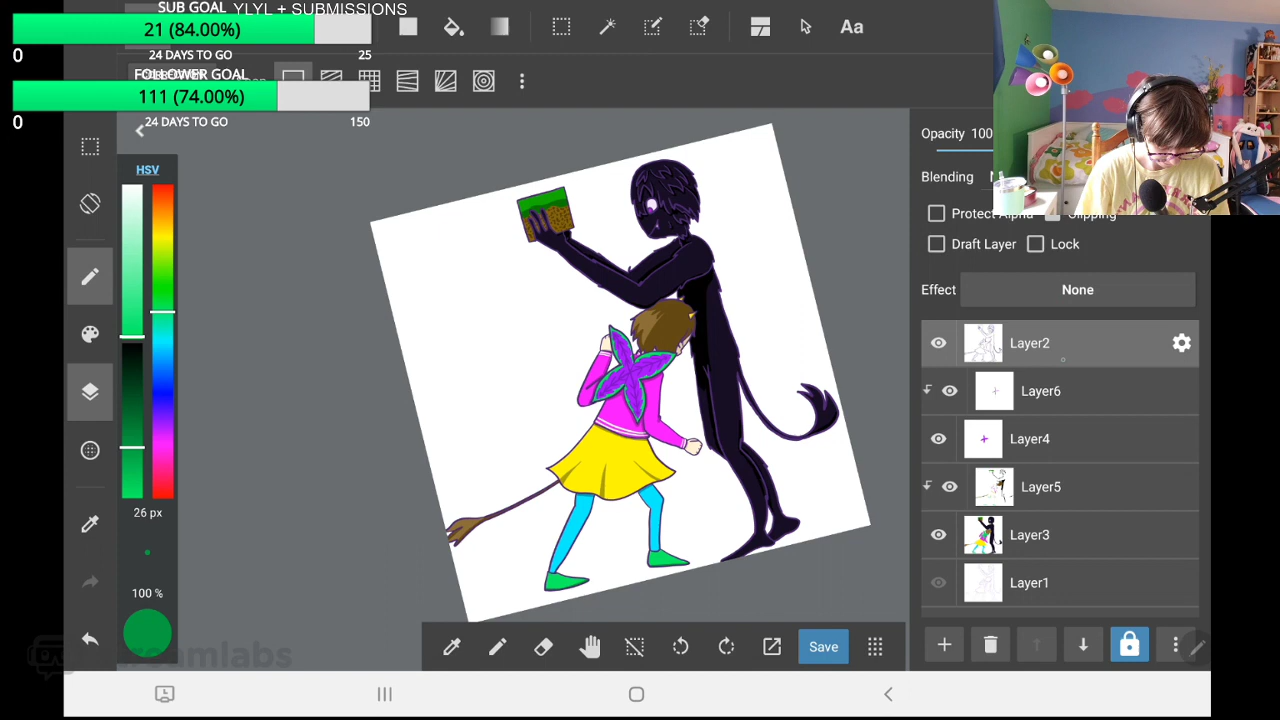 SUB GOAL
YLYL + SUBMISSIONS
21 (84.00%)
0
24 DAYS TO GO
25
FOLLOWER GOAL
111 (74.00%)
0
24 DAYS TO GO
150
Aa
HSV
26 px
100 %
Opacity 100
Blending
Protect Alpha
Clipping
Draft Layer
Lock
Effect
None
Layer2
Layer6
Layer4
Layer5
Layer3
Layer1
Save